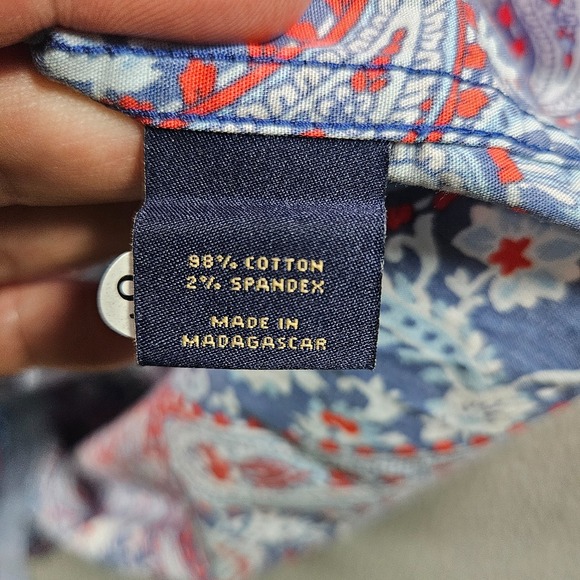 98% COTTON
2% SPANDEX
MADE IN
MADAGASCAR